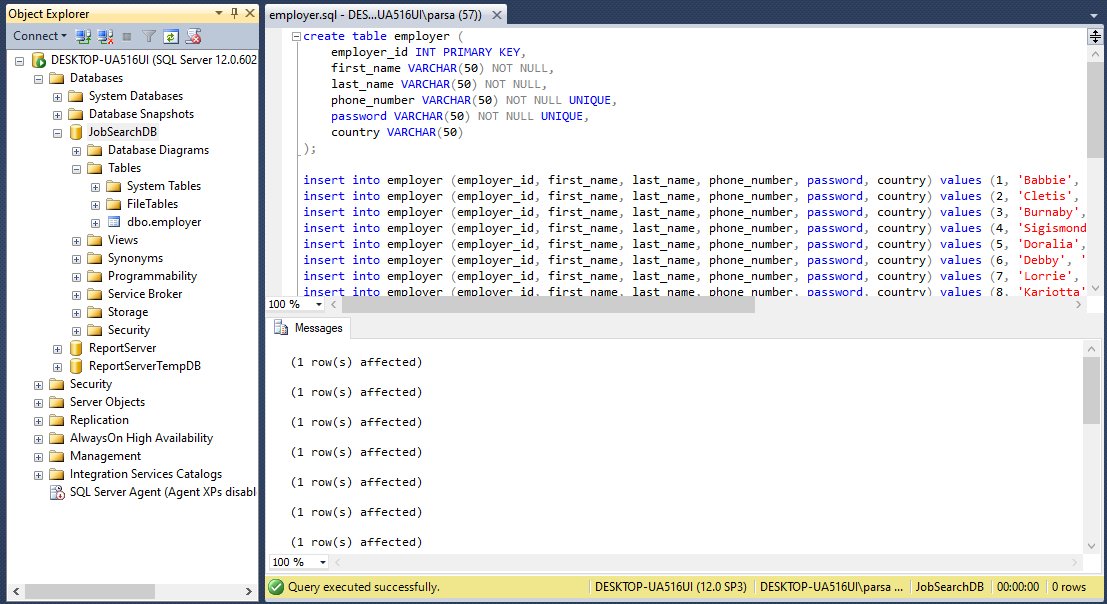 Object Explorer
Connect
DESKTOP-UA516UI (SQL Server 12.0.602
Databases
System Databases
Database Snapshots
JobSearchDB
Database Diagrams
Tables
System Tables
FileTables
dbo.employer
Views
Synonyms
Programmability
Service Broker
Storage
Security
ReportServer
ReportServerTempDB
Security
Server Objects
Replication
AlwaysOn High Availability
Management
Integration Services Catalogs
SQL Server Agent (Agent XPs disabl
employer.sql - DES...UA516UI\parsa (57))
create table employer (
employer_id INT PRIMARY KEY,
first_name VARCHAR(50) NOT NULL,
last_name VARCHAR(50) NOT NULL,
phone_number VARCHAR(50) NOT NULL UNIQUE,
password VARCHAR(50) NOT NULL UNIQUE,
country VARCHAR(50)
);
insert into employer (employer_id, first_name, last_name, phone_number, password, country) values (1, 'Babbie',
insert into employer (employer_id, first_name, last_name, phone_number, password, country) values (2, 'Cletis',
insert into employer (employer_id, first_name, last_name, phone_number, password, country) values (3, 'Burnaby',
insert into employer (employer_id, first_name, last_name, phone_number, password, country) values (4, 'Sigismond
insert into employer (employer_id, first_name, last_name, phone_number, password, country) values (5, 'Doralia',
insert into employer (employer_id, first_name, last_name, phone_number, password, country) values (6, 'Debby', '
insert into employer (employer_id, first_name, last_name, phone_number, password, country) values (7, 'Lorrie',
insert into employer (employer_id, first_name, last_name, phone_number, password, country) values (8, 'Kariotta'
100 %
Messages
(1 row(s) affected)
(1 row(s) affected)
(1 row(s) affected)
(1 row(s) affected)
(1 row(s) affected)
(1 row(s) affected)
(1 row(s) affected)
100 %
Query executed successfully.
DESKTOP-UA516UI (12.0 SP3)
DESKTOP-UA516UI\parsa ...
JobSearchDB
00:00:00
0 rows